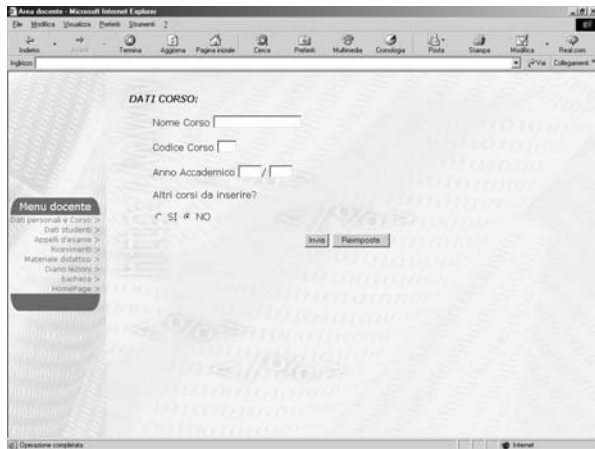 Area docente - Microsoft Internet Explorer
File Modifica Visualizza Preferiti Strumenti ?
Indietro Avanti Termina Aggiorna Pagina iniziale Cerca Preferiti Multimedia Cronologia Posta Stampa Modifica Real.com
Indirizzo Vai Collegamenti »
DATI CORSO:
Nome Corso
Codice Corso
Anno Accademico /
Altri corsi da inserire?
SI NO
Invia Reimposta
Menu docente
Dati personali e Corso >
Dati studenti >
Appelli d'esame >
Ricevimenti >
Materiale didattico >
Diario lezioni >
Bacheca >
HomePage >
Operazione completata Internet